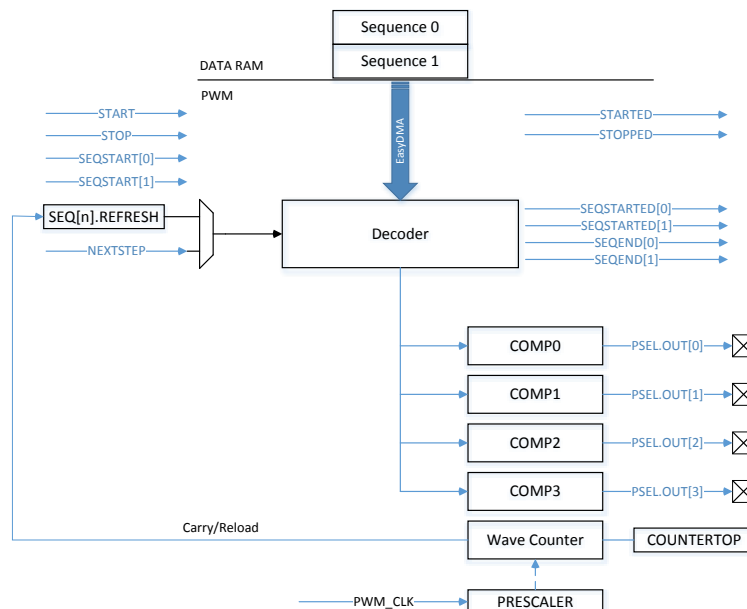 Sequence 0
Sequence 1
DATA RAM
PWM
START
STOP
SEQSTART[0]
SEQSTART[1]
EasyDMA
STARTED
STOPPED
SEQ[n].REFRESH
NEXTSTEP
Decoder
SEQSTARTED[0]
SEQSTARTED[1]
SEQEND[0]
SEQEND[1]
COMP0
PSEL.OUT[0]
COMP1
PSEL.OUT[1]
COMP2
PSEL.OUT[2]
COMP3
PSEL.OUT[3]
Carry/Reload
Wave Counter
COUNTERTOP
PWM_CLK
PRESCALER